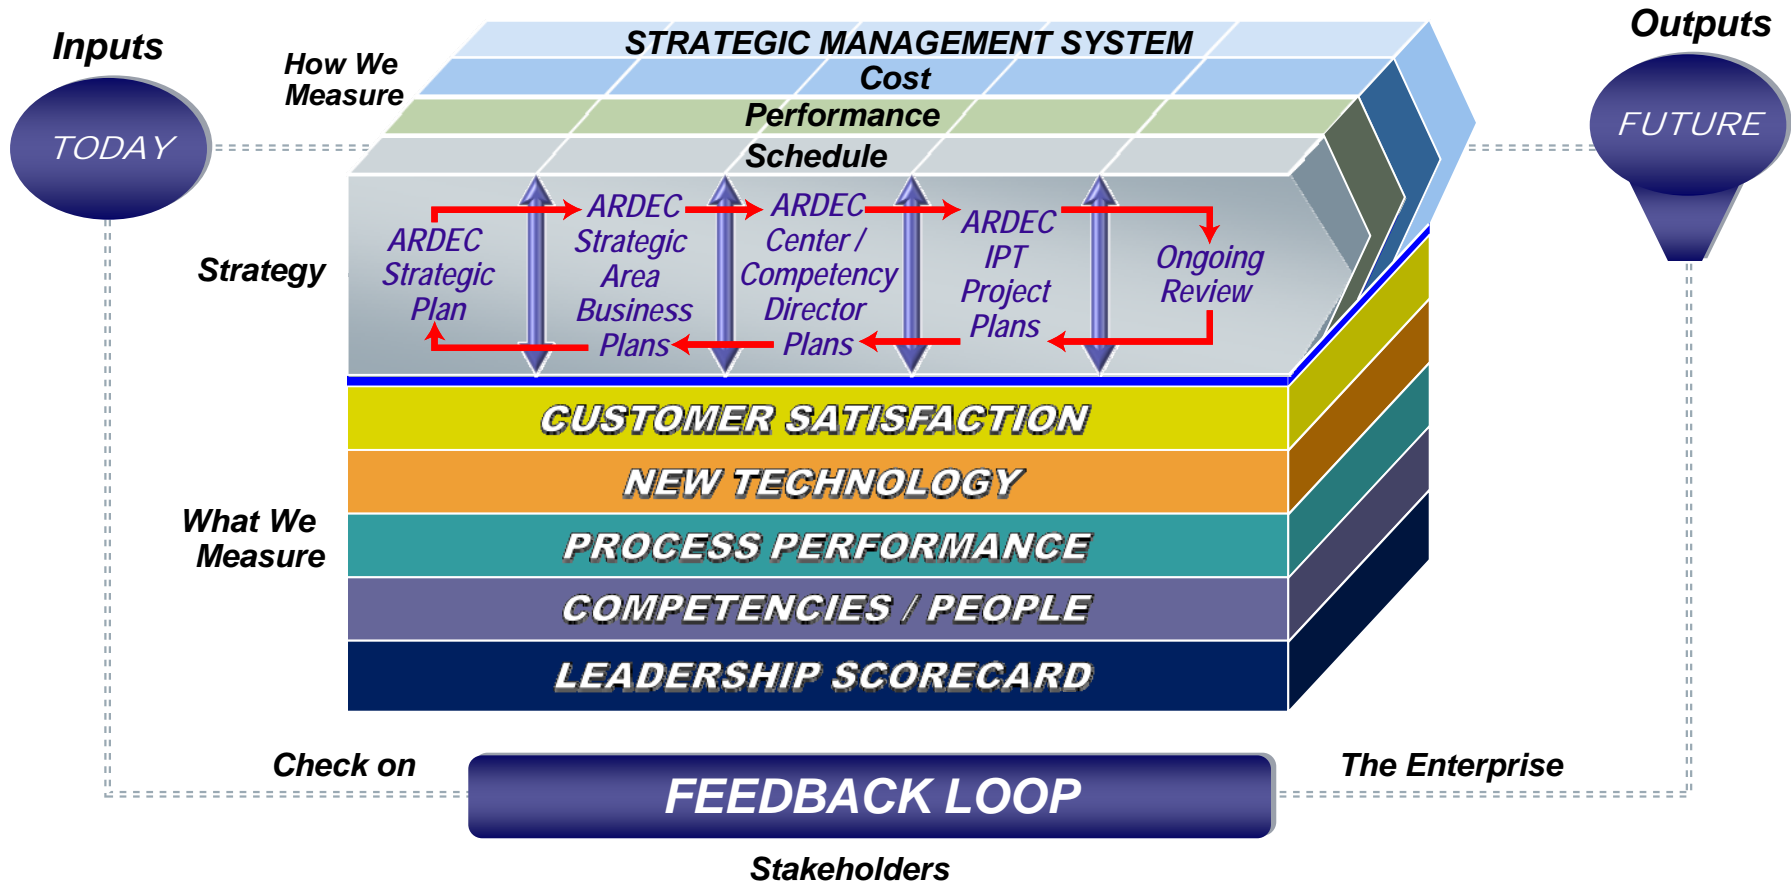 Inputs
TODAY
How We
Measure
STRATEGIC MANAGEMENT SYSTEM
Cost
Performance
Schedule
Outputs
FUTURE
Strategy
ARDEC
Strategic
Plan
ARDEC
Strategic
Area
Business
Plans
ARDEC
Center /
Competency
Director
Plans
ARDEC
IPT
Project
Plans
Ongoing
Review
What We
Measure
CUSTOMER SATISFACTION
NEW TECHNOLOGY
PROCESS PERFORMANCE
COMPETENCIES / PEOPLE
LEADERSHIP SCORECARD
Check on
FEEDBACK LOOP
The Enterprise
Stakeholders